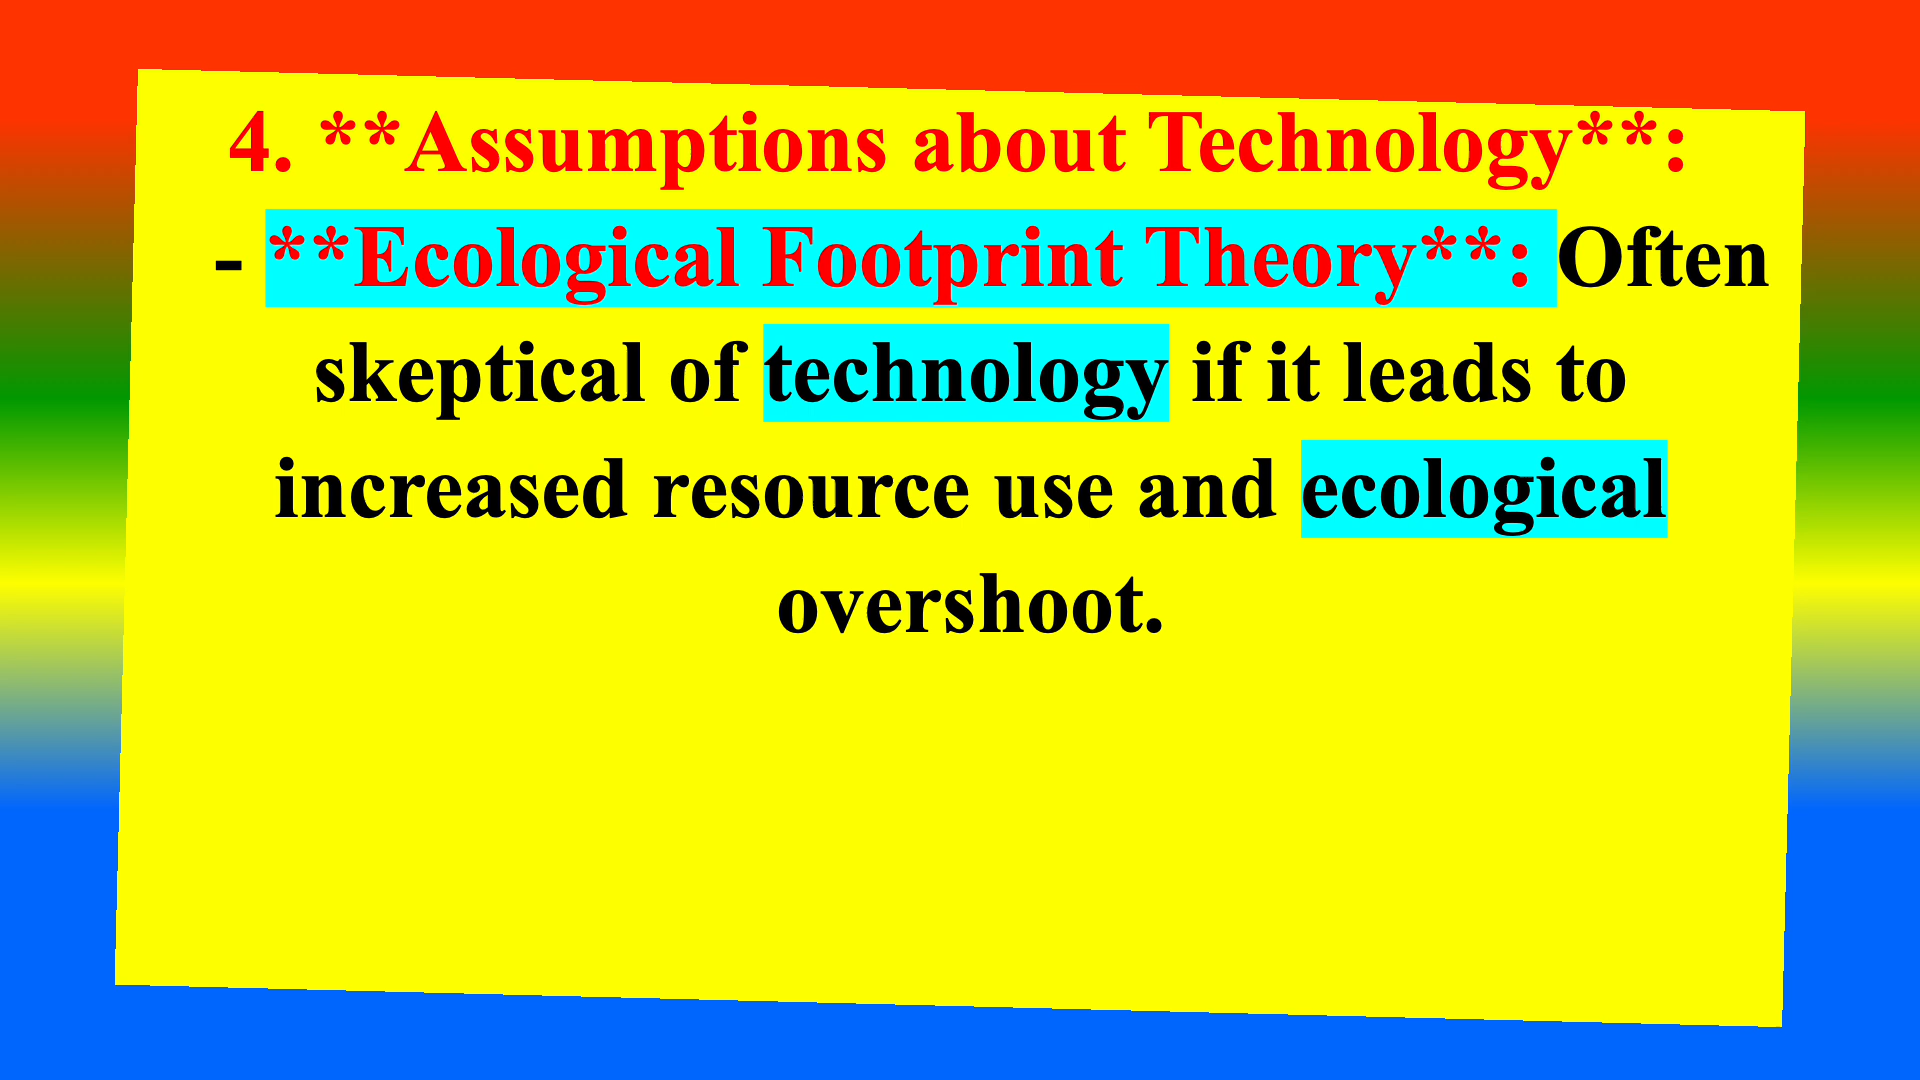 4. **Assumptions about Technology**:
- **Ecological Footprint Theory**: Often
skeptical of technology if it leads to
increased resource use and ecological
overshoot.